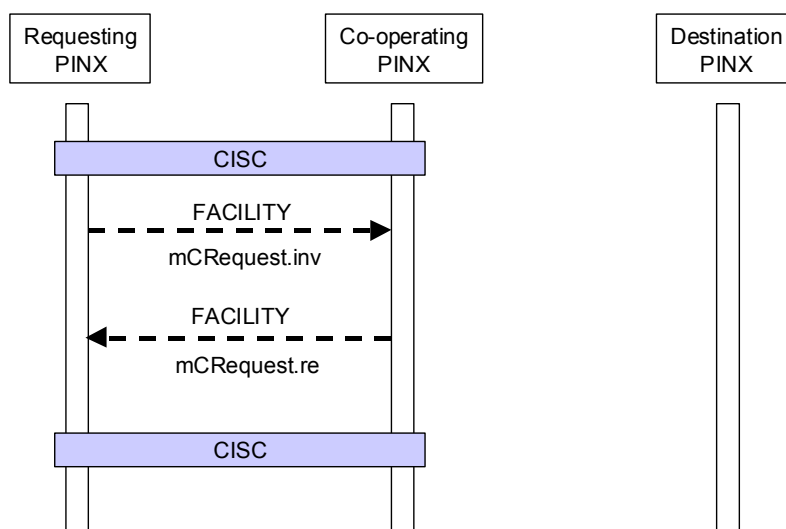 Requesting
PINX
Co-operating
PINX
Destination
PINX
CISC
FACILITY
mCRequest.inv
FACILITY
mCRequest.re
CISC